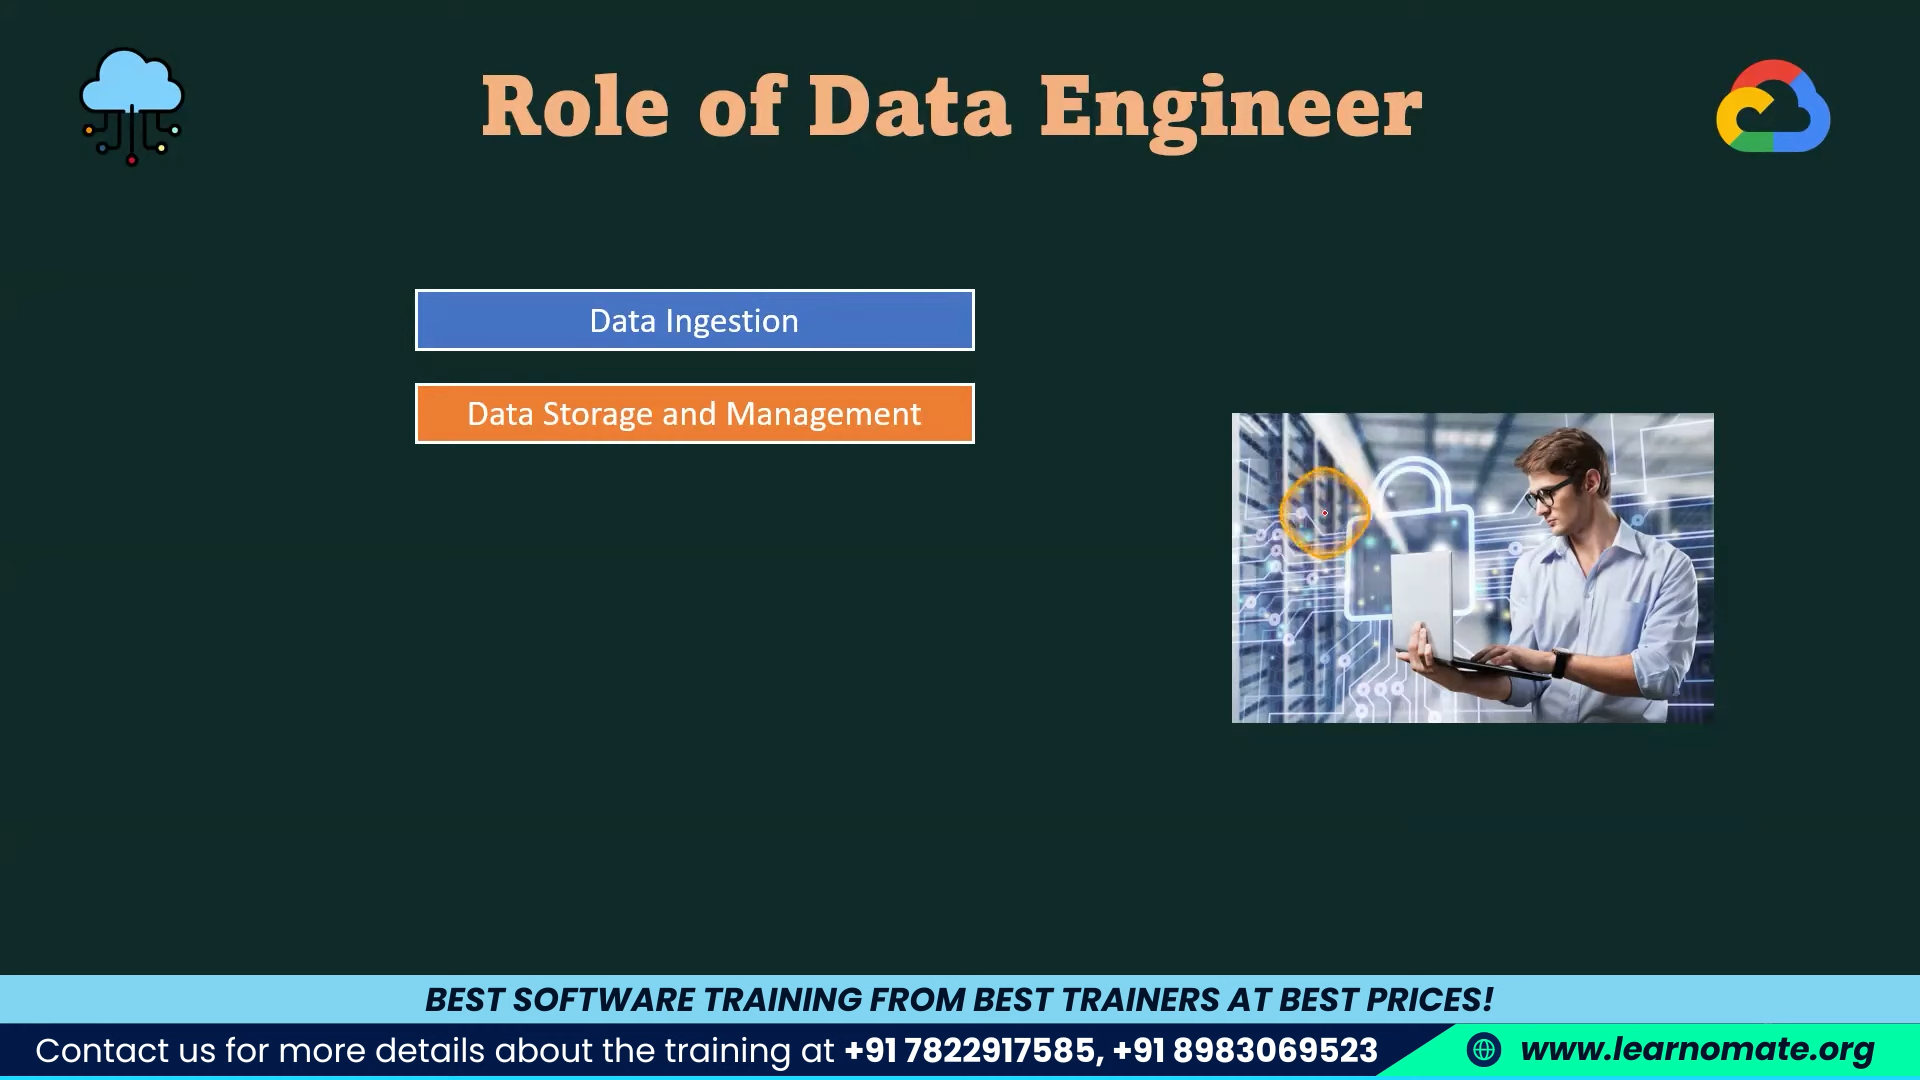 Role of Data Engineer
Data Ingestion
Data Storage and Management
BEST SOFTWARE TRAINING FROM BEST TRAINERS AT BEST PRICES!
Contact us for more details about the training at +91 7822917585, +91 8983069523
www.learnomate.org